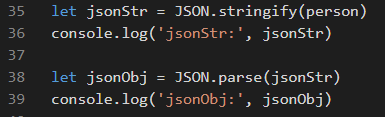 35 let jsonStr = JSON.stringify(person)
36 console.log('jsonStr:', jsonStr)
37
38 let jsonObj = JSON.parse(jsonStr)
39 console.log('jsonObj:', jsonObj)